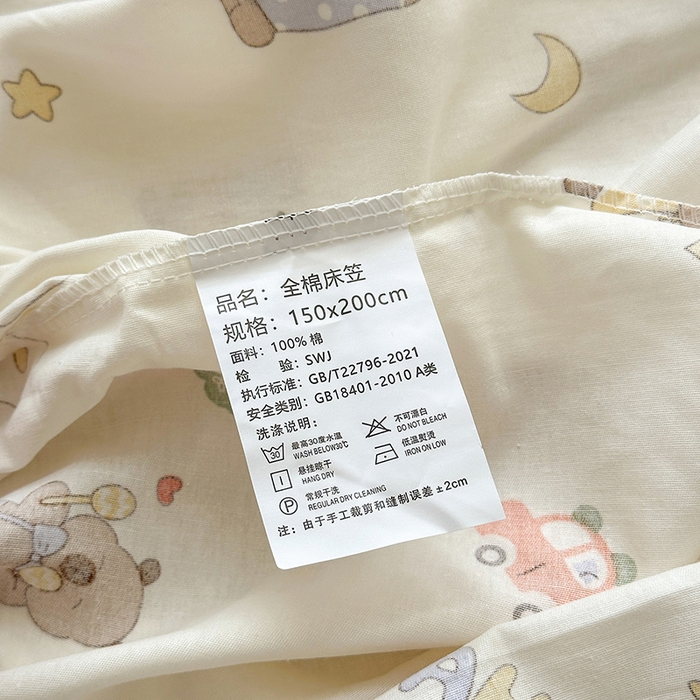 品名：全棉床笠
规格：150x200cm
面料：100% 棉
检 验：SWJ
执行标准：GB/T22796-2021
安全类别：GB18401-2010 A类
洗涤说明：
30 最高30度水温 不可漂白
WASH BELOW30℃ DO NOT BLEACH
悬挂晾干 低温熨烫
HANG DRY IRON ON LOW
P 常规干洗
REGULAR DRY CLEANING
注：由于手工裁剪和缝制误差 ±2cm